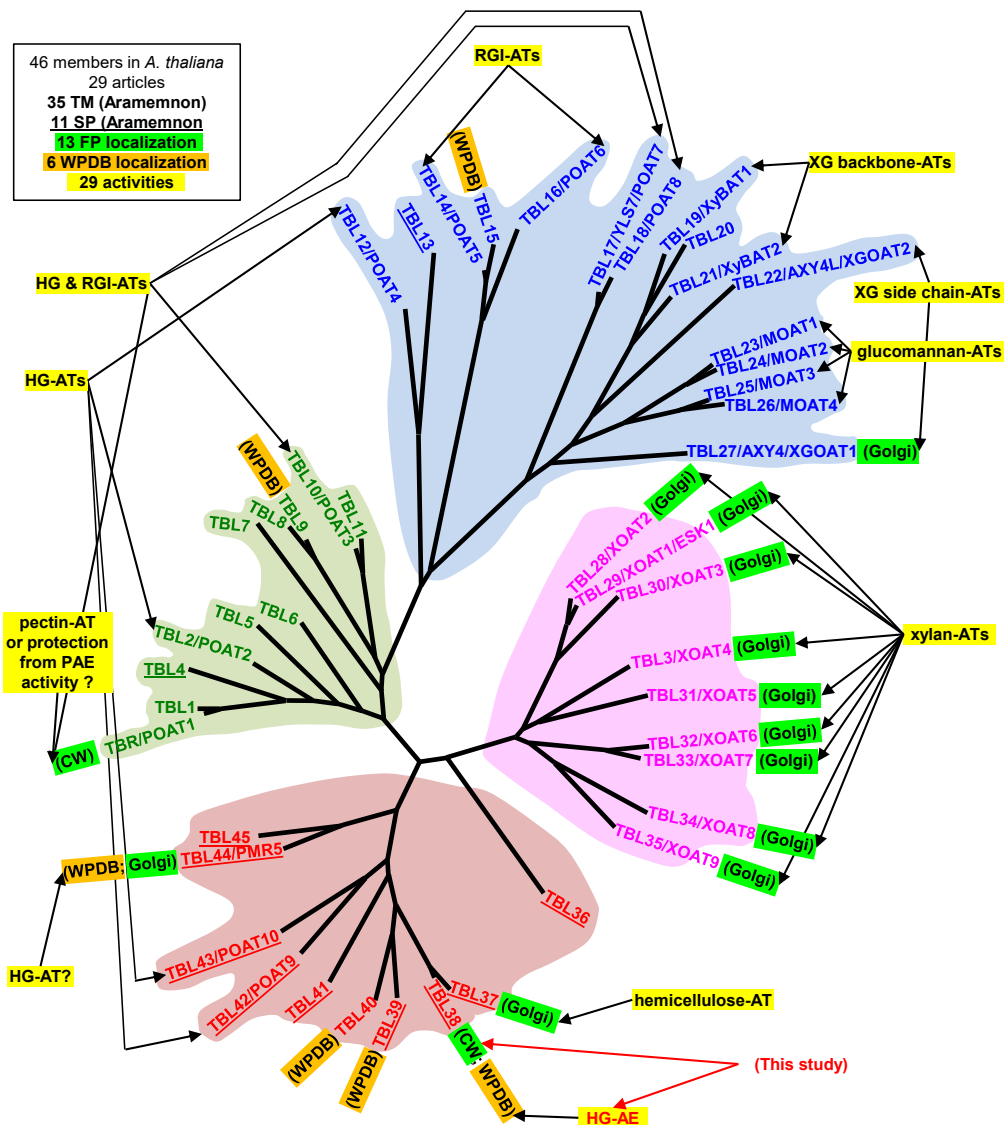 46 members in A. thaliana
29 articles
35 TM (Aramemnon)
11 SP (Aramemnon
13 FP localization
6 WPDB localization
29 activities
RGI-ATs
XG backbone-ATs
XG side chain-ATs
glucomannan-ATs
HG & RGI-ATs
HG-ATs
pectin-AT
or protection
from PAE
activity ?
xylan-ATs
HG-AT?
hemicellulose-AT
(This study)
HG-AE
TBL12/POAT4
TBL13
TBL14/POAT5
(WPDB) TBL15
TBL16/POAT6
TBL17/YLS7/POAT7
TBL18/POAT8
TBL19/XyBAT1
TBL20
TBL21/XyBAT2
TBL22/AXY4L/XGOAT2
TBL23/MOAT1
TBL24/MOAT2
TBL25/MOAT3
TBL26/MOAT4
TBL27/AXY4/XGOAT1 (Golgi)
TBL28/XOAT2 (Golgi)
TBL29/XOAT1/ESK1 (Golgi)
TBL30/XOAT3 (Golgi)
TBL3/XOAT4 (Golgi)
TBL31/XOAT5 (Golgi)
TBL32/XOAT6 (Golgi)
TBL33/XOAT7 (Golgi)
TBL34/XOAT8 (Golgi)
TBL35/XOAT9 (Golgi)
TBL36
TBL37 (Golgi)
TBL38 (CW; WPDB)
(WPDB) TBL39
(WPDB) TBL40
TBL41
TBL42/POAT9
TBL43/POAT10
(WPDB; Golgi) TBL44/PMR5
TBL45
(CW) TBR/POAT1
TBL1
TBL4
TBL2/POAT2
TBL5
TBL6
TBL7
TBL8
(WPDB) TBL9
TBL10/POAT3
TBL11